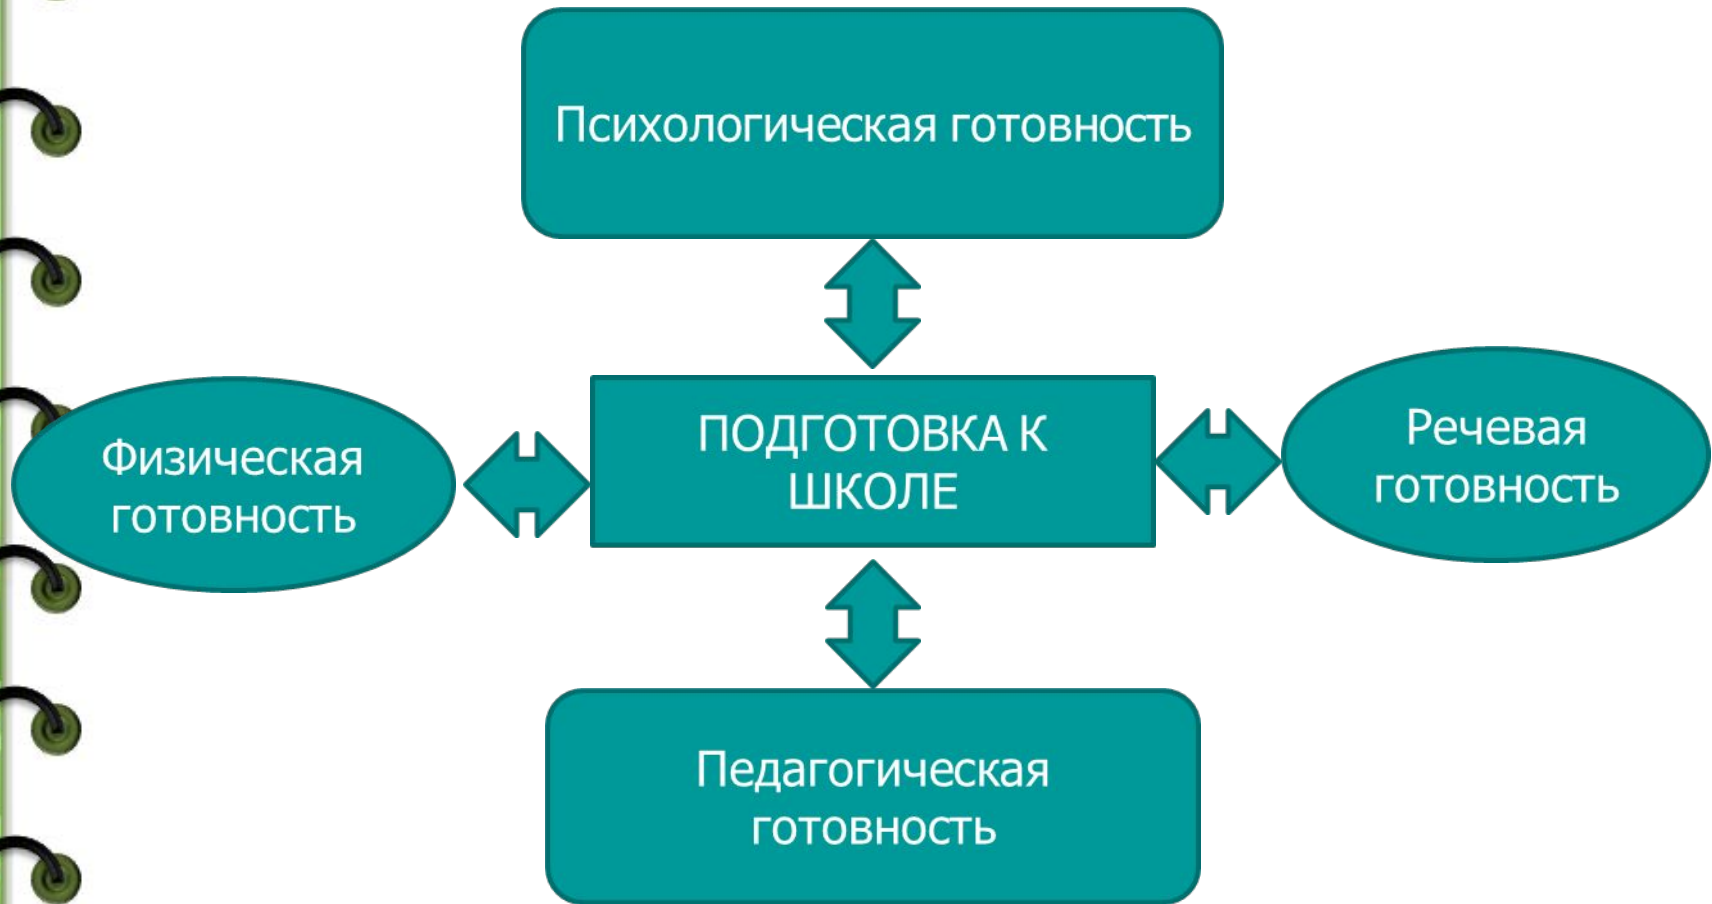 Психологическая готовность
Физическая
готовность
ПОДГОТОВКА К
ШКОЛЕ
Речевая
готовность
Педагогическая
готовность